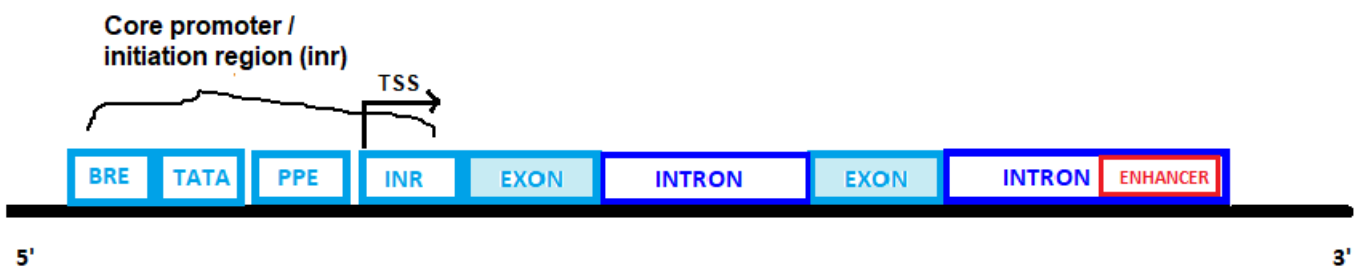 Core promoter /
initiation region (inr)
TSS
BRE TATA PPE INR EXON INTRON EXON INTRON ENHANCER
5' 3'